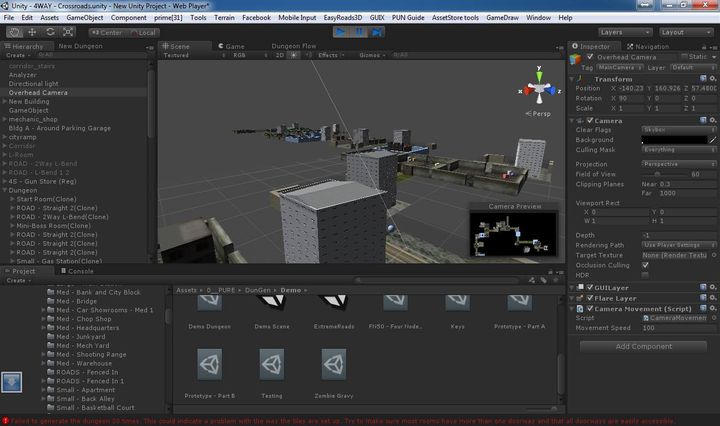 Unity - 4WAY - Crossroads.unity - New Unity Project - Web Player*
File Edit Assets GameObject Component prime[31] Tools Terrain Facebook Mobile Input EasyRoads3D GUIX PUN Guide AssetStore tools GameDraw Window Help
Center Local Layers Layout
Hierarchy New Dungeon
Create
corridor_stairs
Analyzer
Directional light
Overhead Camera
New Building
GameObject
mechanic_shop
Bldg A - Around Parking Garage
cityramp
Corridor
L-Room
ROAD - 2Way L-Bend
ROAD - L-Bend 1 2
4S - Gun Store (Reg)
Dungeon
Start Room(Clone)
ROAD - Straight 2(Clone)
ROAD - 2Way L-Bend(Clone)
Mini-Boss Room(Clone)
ROAD - Straight 2(Clone)
ROAD - Straight 2(Clone)
ROAD - Straight 2(Clone)
Small - Gas Station(Clone)
Scene Game Dungeon Flow
Textured RGB 2D Effects Gizmos
y
Persp
Camera Preview
Inspector Navigation
Overhead Camera Static
Tag MainCamera Layer Default
Transform
Position X -140.23 Y 160.926 Z 57.4800
Rotation X 90 Y 0 Z 0
Scale X 1 Y 1 Z 1
Camera
Clear Flags Skybox
Background
Culling Mask Everything
Projection Perspective
Field of View 60
Clipping Planes Near 0.3
Far 1000
Viewport Rect
X 0 Y 0
W 1 H 1
Depth -1
Rendering Path Use Player Settings
Target Texture None (Render Textu
Occlusion Culling
HDR
GUILayer
Flare Layer
Camera Movement (Script)
Script CameraMovemen
Movement Speed 100
Add Component
Project Console
Create
Med - Bank and City Block
Med - Bridge
Med - Car Showrooms - Med 1
Med - Chop Shop
Med - Headquarters
Med - Junkyard
Med - Mech Yard
Med - Shooting Range
Med - Warehouse
ROADS - Fenced In
ROADS - Fenced In 1
Small - Apartment
Small - Back Alley
Small - Basketball Court
Assets DunGen Demo
Demo Dungeon Demo Scene ExtremeRoads Keys Prototype - Part A
Prototype - Part B Testing Zombie Gravy
Failed to generate the dungeon 20 times. This could indicate a problem with the way the tiles are set up. Try to make sure most rooms have more than one doorway and that all doorways are easily accessible.